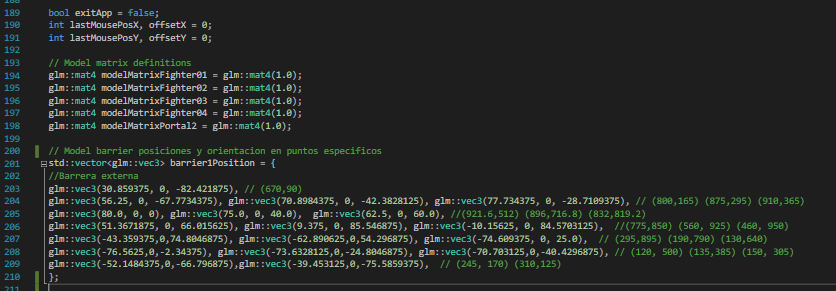 189 bool exitApp = false;
190 int lastMousePosX, offsetX = 0;
191 int lastMousePosY, offsetY = 0;
192
193 // Model matrix definitions
194 glm::mat4 modelMatrixFighter01 = glm::mat4(1.0);
195 glm::mat4 modelMatrixFighter02 = glm::mat4(1.0);
196 glm::mat4 modelMatrixFighter03 = glm::mat4(1.0);
197 glm::mat4 modelMatrixFighter04 = glm::mat4(1.0);
198 glm::mat4 modelMatrixPortal2 = glm::mat4(1.0);
199
200 // Model barrier posiciones y orientacion en puntos especificos
201 std::vector<glm::vec3> barrier1Position = {
202 //Barrera externa
203 glm::vec3(30.859375, 0, -82.421875), // (670,90)
204 glm::vec3(56.25, 0, -67.7734375), glm::vec3(70.8984375, 0, -42.3828125), glm::vec3(77.734375, 0, -28.7109375), // (800,165) (875,295) (910,365)
205 glm::vec3(80.0, 0, 0), glm::vec3(75.0, 0, 40.0), glm::vec3(62.5, 0, 60.0), //(921.6,512) (896,716.8) (832,819.2)
206 glm::vec3(51.3671875, 0, 66.015625), glm::vec3(9.375, 0, 85.546875), glm::vec3(-10.15625, 0, 84.5703125), //(775,850) (560, 925) (460, 950)
207 glm::vec3(-43.359375,0,74.8046875), glm::vec3(-62.890625,0,54.296875), glm::vec3(-74.609375, 0, 25.0), // (295,895) (190,790) (130,640)
208 glm::vec3(-76.5625,0,-2.34375), glm::vec3(-73.6328125,0,-24.8046875), glm::vec3(-70.703125,0,-40.4296875), // (120, 500) (135,385) (150, 305)
209 glm::vec3(-52.1484375,0,-66.796875),glm::vec3(-39.453125,0,-75.5859375), // (245, 170) (310,125)
210 };
211